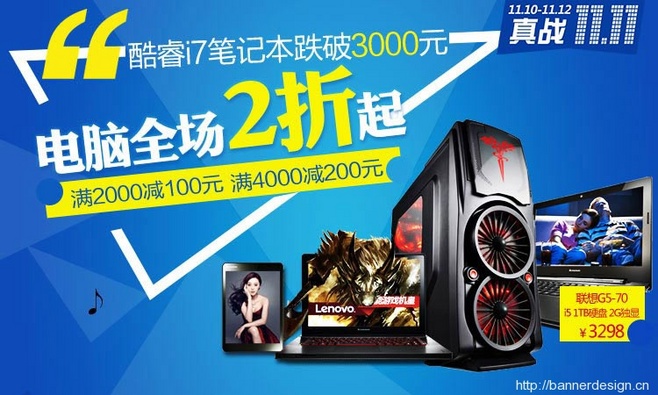 酷睿i7笔记本跌破3000元
11.10-11.12
真战 11.11
电脑全场2折起
满2000减100元 满4000减200元
Lenovo
联想G5-70
i5 1TB硬盘 2G独显
¥3298
http://bannerdesign.cn